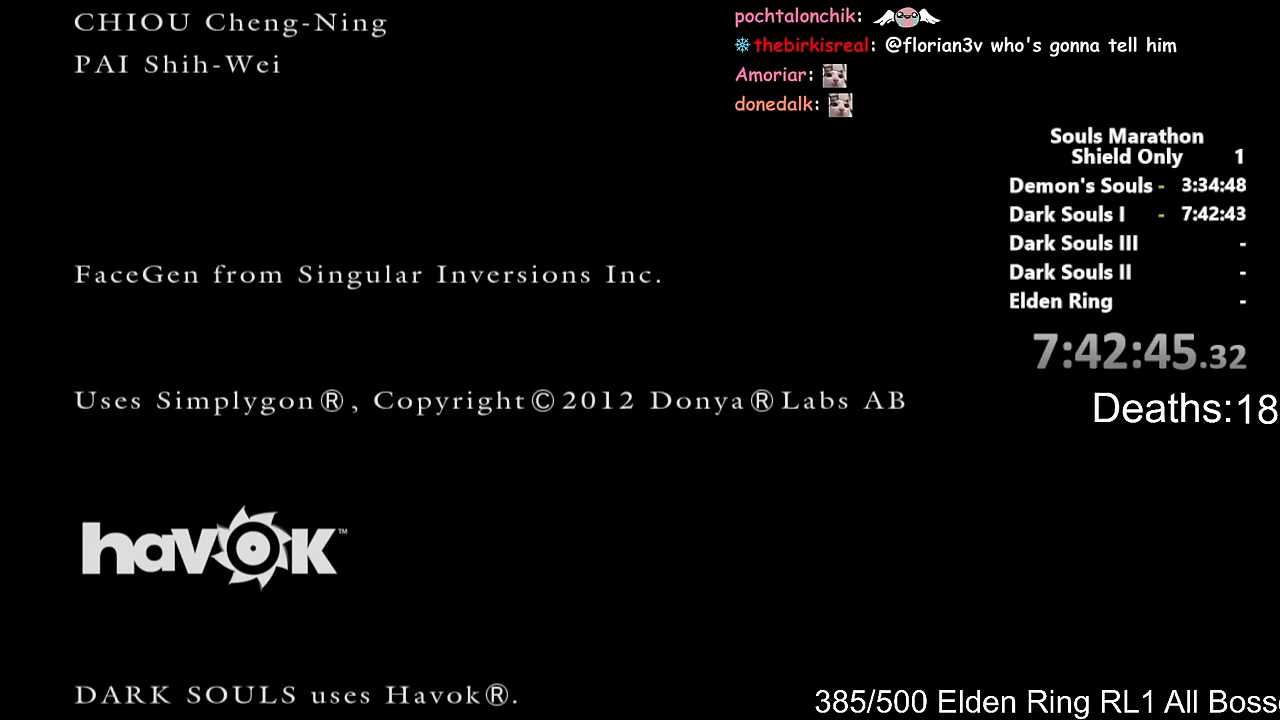 CHIOU Cheng-Ning
PAI Shih-Wei
FaceGen from Singular Inversions Inc.
Uses Simplygon®, Copyright©2012 Donya®Labs AB
havok™
DARK SOULS uses Havok®.
pochtalonchik:
thebirkisreal: @florian3v who's gonna tell him
Amoriar:
donedalk:
Souls Marathon
Shield Only 1
Demon's Souls - 3:34:48
Dark Souls I - 7:42:43
Dark Souls III -
Dark Souls II -
Elden Ring -
7:42:45.32
Deaths:18
385/500 Elden Ring RL1 All Boss